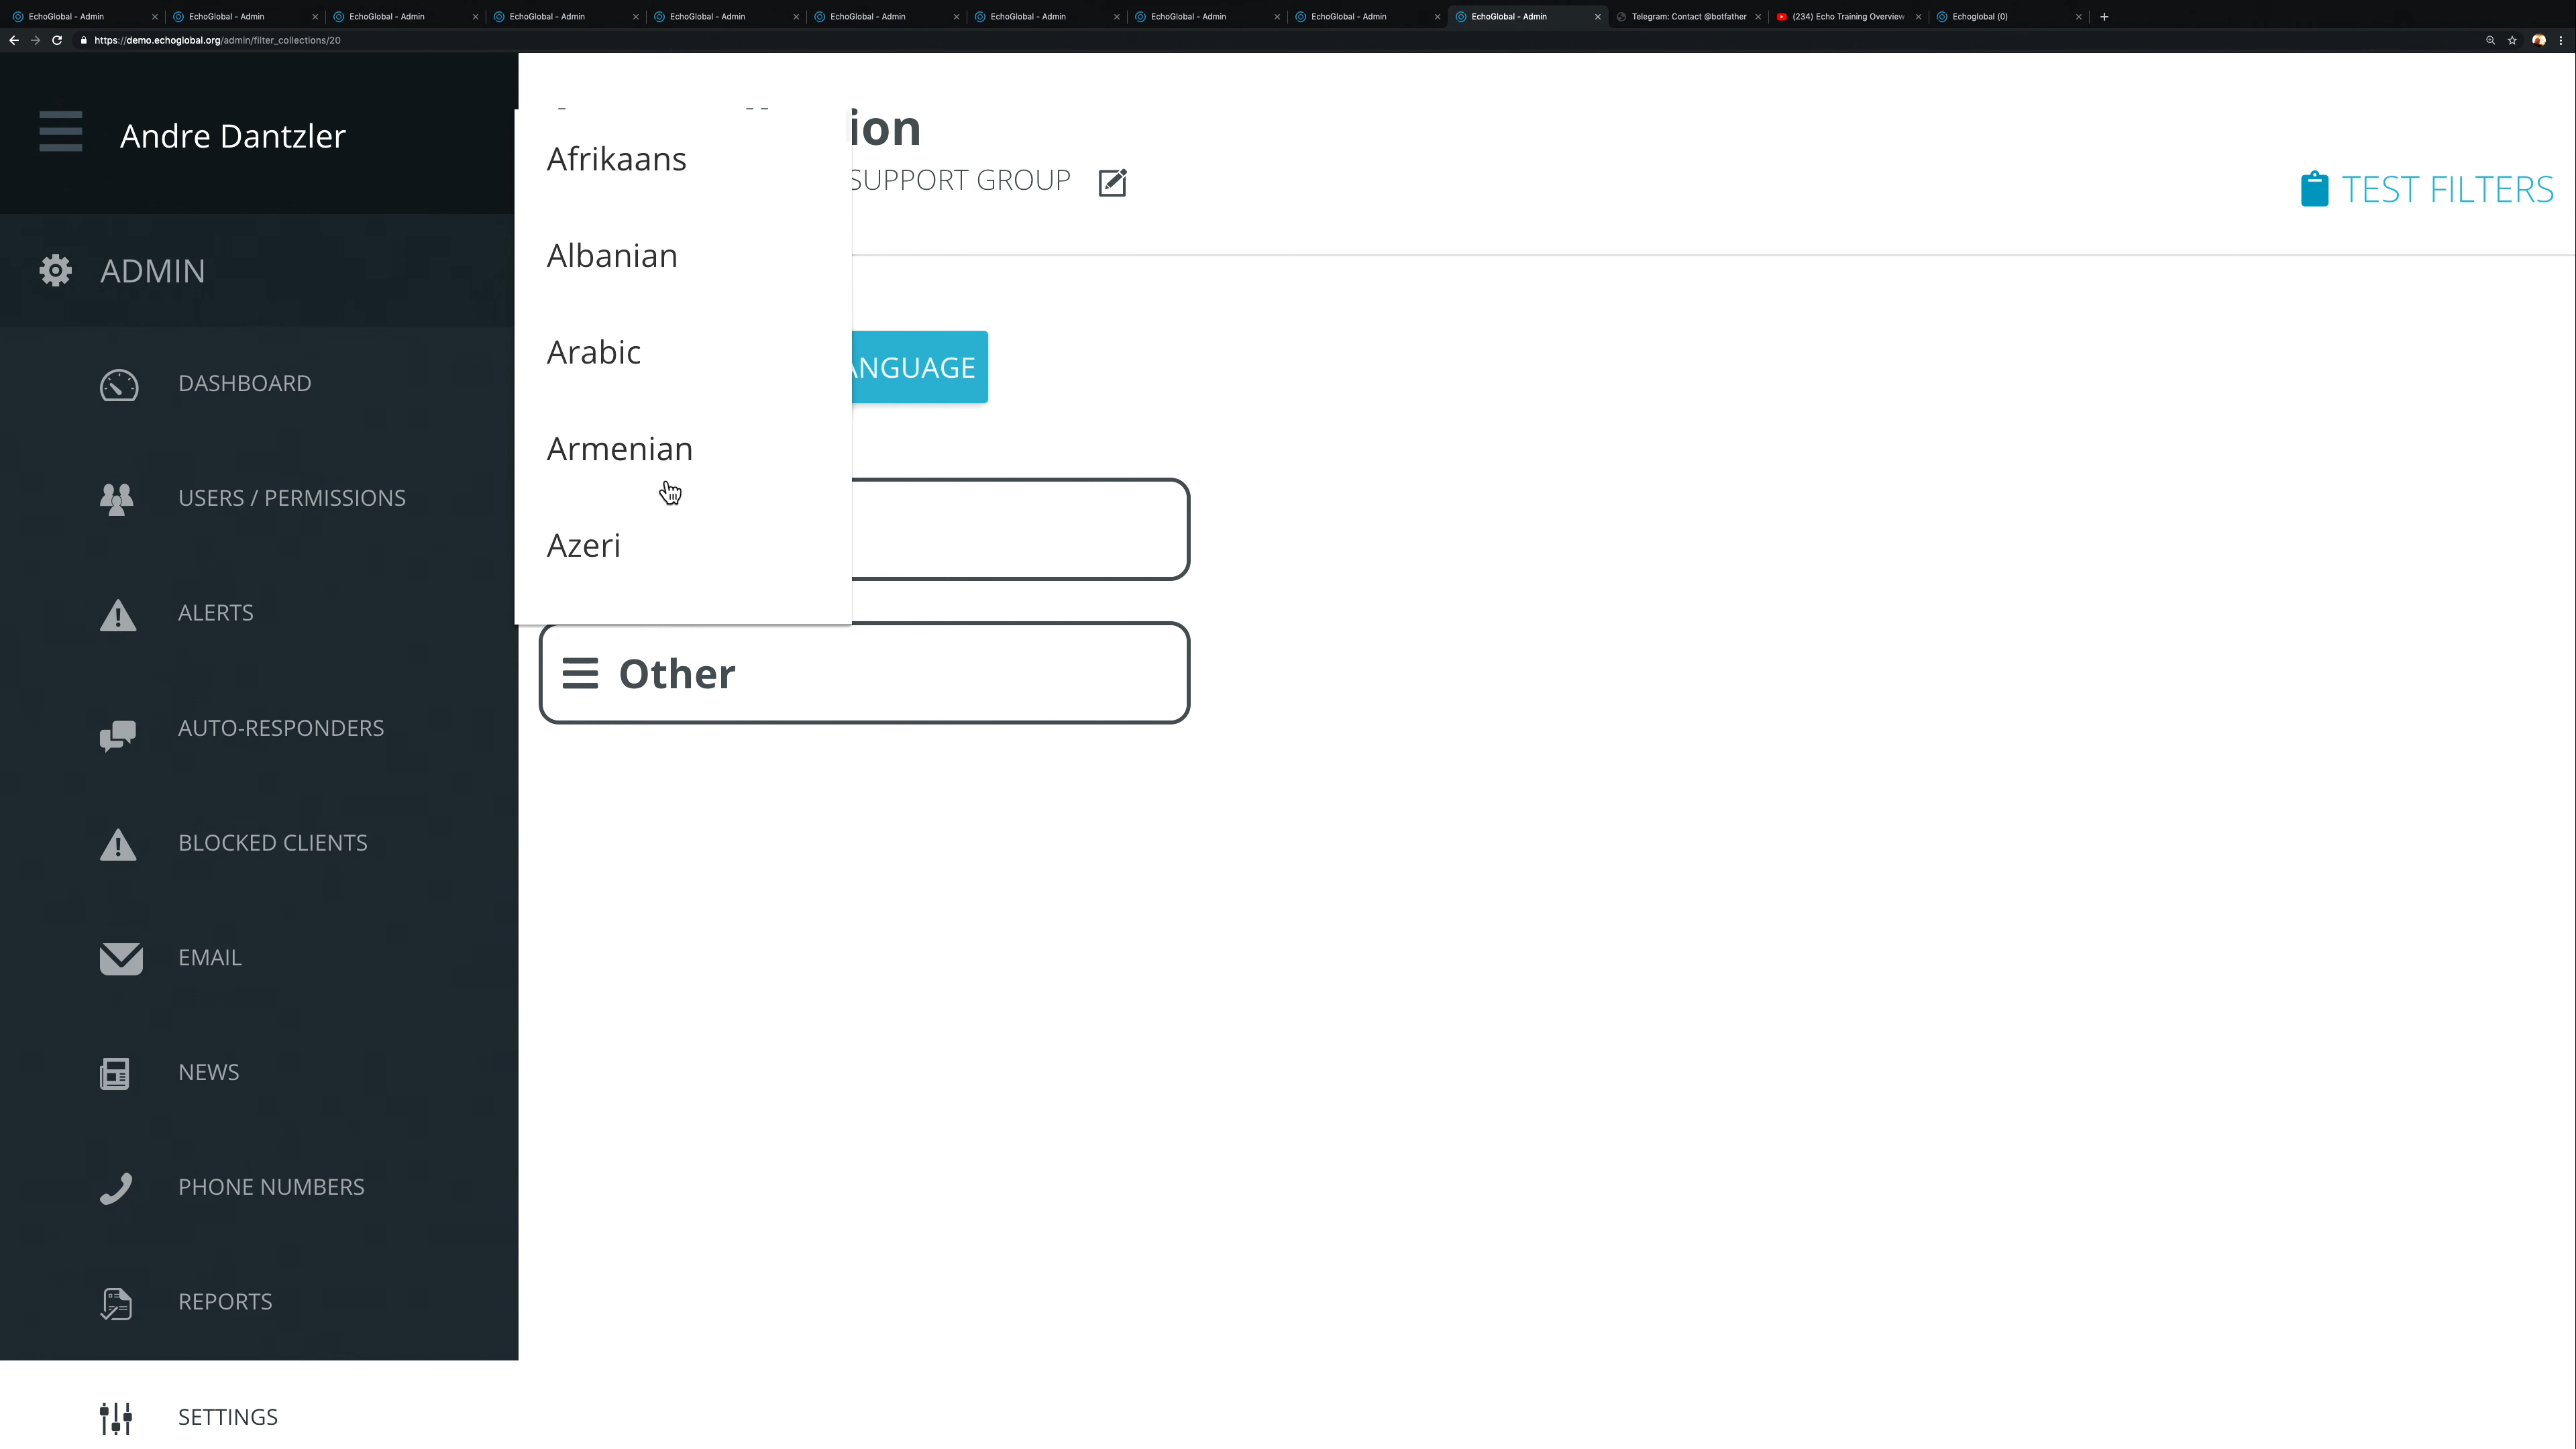 EchoGlobal - Admin
EchoGlobal - Admin
EchoGlobal - Admin
EchoGlobal - Admin
EchoGlobal - Admin
EchoGlobal - Admin
EchoGlobal - Admin
EchoGlobal - Admin
EchoGlobal - Admin
EchoGlobal - Admin
Telegram: Contact @botfather
(234) Echo Training Overview
Echoglobal (0)
https://demo.echoglobal.org/admin/filter_collections/20
Andre Dantzler
ADMIN
DASHBOARD
USERS / PERMISSIONS
ALERTS
AUTO-RESPONDERS
BLOCKED CLIENTS
EMAIL
NEWS
PHONE NUMBERS
REPORTS
SETTINGS
ion
SUPPORT GROUP
TEST FILTERS
Afrikaans
Albanian
Arabic
Armenian
Azeri
ANGUAGE
Other